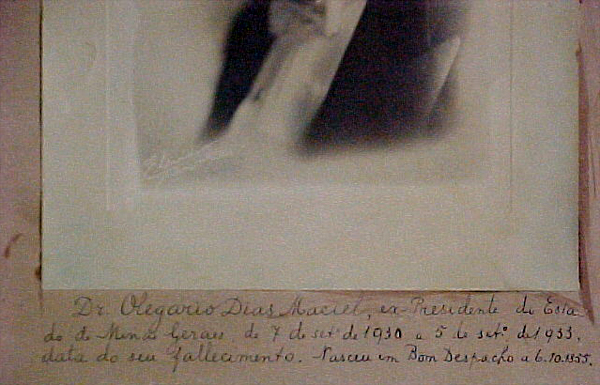 Dr. Olegario Dias Maciel, ex-Presidente do Esta
do de Minas Geraes de 7 de setº de 1930 a 5 de setº de 1933,
data do seu fallecimento. Nasceu em Bom Despacho a 6.10.1855.